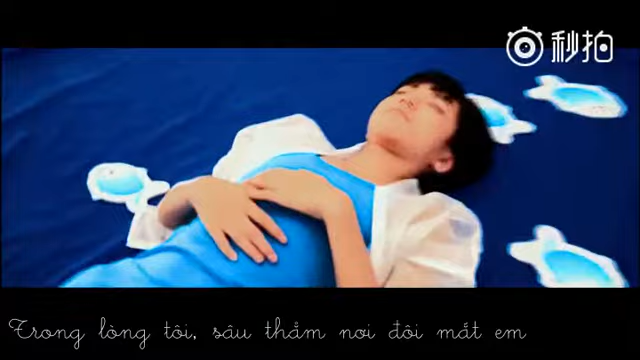 秒拍
Trong lòng tôi, sâu thẳm nơi đôi mắt em